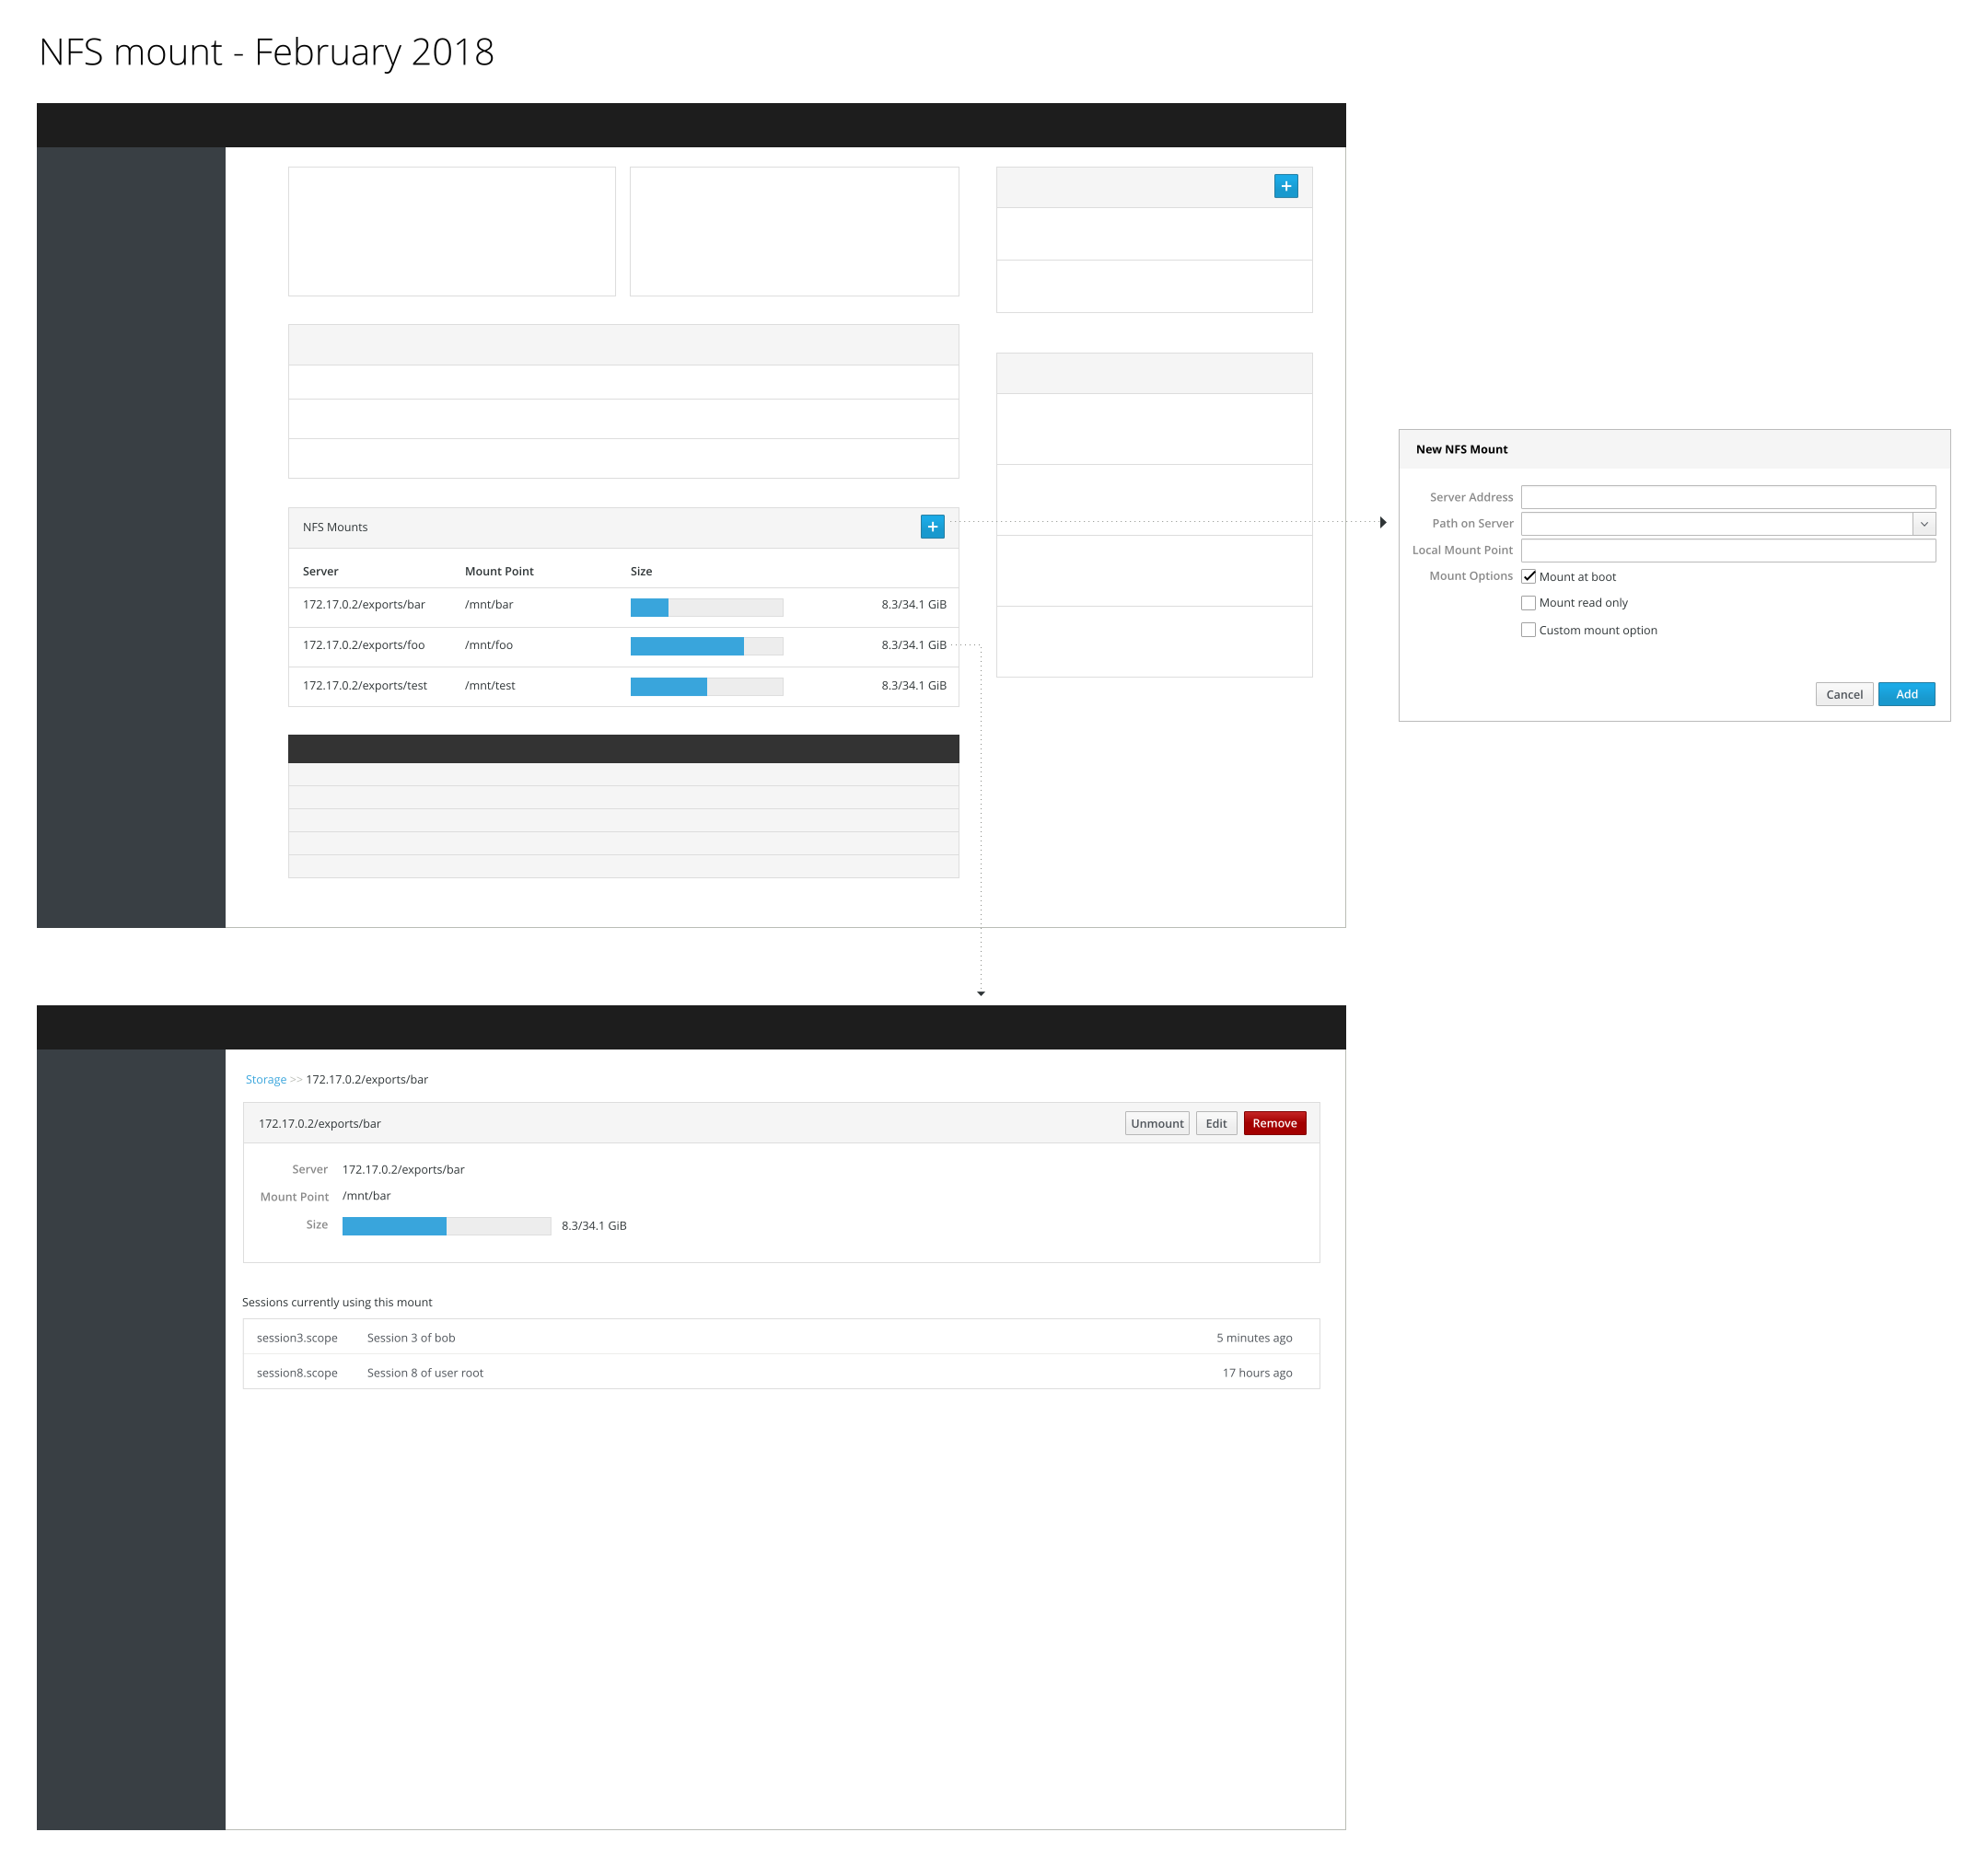 NFS mount - February 2018
+
NFS Mounts +
Server Mount Point Size
172.17.0.2/exports/bar /mnt/bar 8.3/34.1 GiB
172.17.0.2/exports/foo /mnt/foo 8.3/34.1 GiB
172.17.0.2/exports/test /mnt/test 8.3/34.1 GiB
New NFS Mount
Server Address
Path on Server
Local Mount Point
Mount Options Mount at boot
Mount read only
Custom mount option
Cancel Add
Storage >> 172.17.0.2/exports/bar
172.17.0.2/exports/bar Unmount Edit Remove
Server 172.17.0.2/exports/bar
Mount Point /mnt/bar
Size 8.3/34.1 GiB
Sessions currently using this mount
session3.scope Session 3 of bob 5 minutes ago
session8.scope Session 8 of user root 17 hours ago